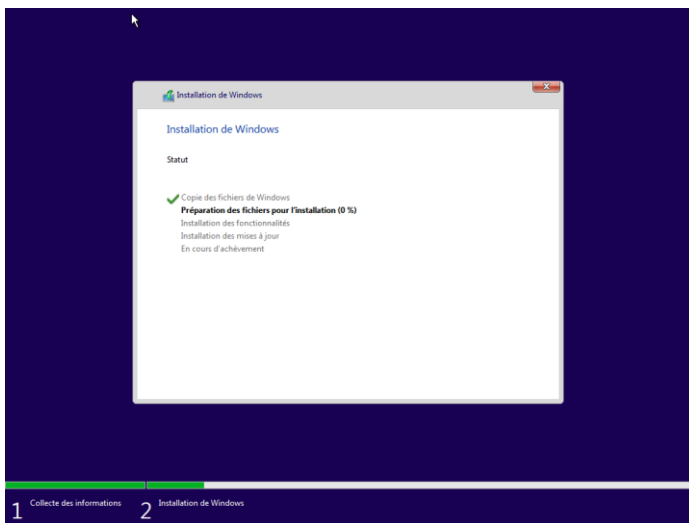 Installation de Windows
Installation de Windows
Statut
Copie des fichiers de Windows
Préparation des fichiers pour l'installation (0 %)
Installation des fonctionnalités
Installation des mises à jour
En cours d'achèvement
1 Collecte des informations 2 Installation de Windows